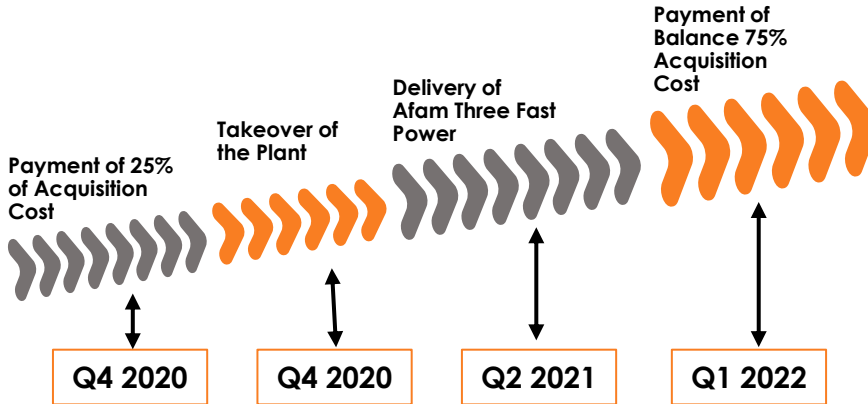 Payment of 25%
of Acquisition
Cost
Takeover of
the Plant
Delivery of
Afam Three Fast
Power
Payment of
Balance 75%
Acquisition
Cost
Q4 2020
Q4 2020
Q2 2021
Q1 2022